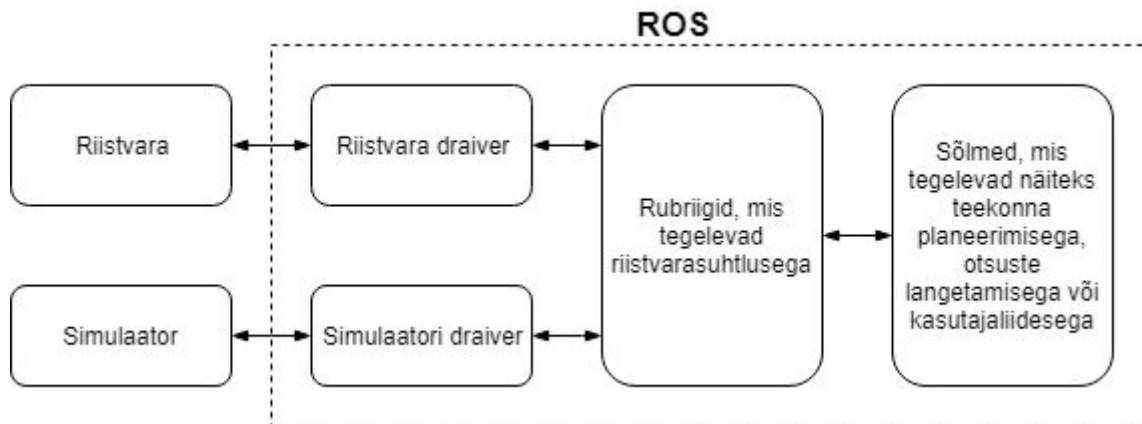 ROS
Riistvara
Riistvara draiver
Rubriigid, mis
tegelevad
riistvarasuhtlusega
Sõlmed, mis
tegelevad näiteks
teekonna
planeerimisega,
otsuste
langetamisega või
kasutajaliidesega
Simulaator
Simulaatori draiver